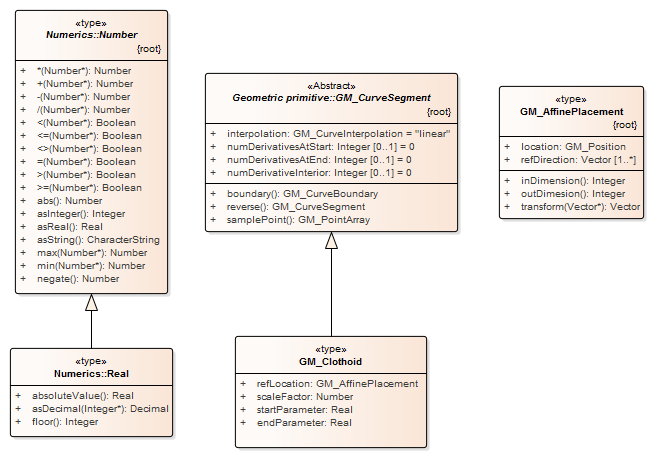 «type»
Numerics::Number
{root}
+ *(Number*): Number
+ +(Number*): Number
+ -(Number*): Number
+ /(Number*): Number
+ <(Number*): Boolean
+ <=(Number*): Boolean
+ <>(Number*): Boolean
+ =(Number*): Boolean
+ >(Number*): Boolean
+ >=(Number*): Boolean
+ abs(): Number
+ asInteger(): Integer
+ asReal(): Real
+ asString(): CharacterString
+ max(Number*): Number
+ min(Number*): Number
+ negate(): Number
«Abstract»
Geometric primitive::GM_CurveSegment
{root}
+ interpolation: GM_CurveInterpolation = "linear"
+ numDerivativesAtStart: Integer [0..1] = 0
+ numDerivativesAtEnd: Integer [0..1] = 0
+ numDerivativeInterior: Integer [0..1] = 0
+ boundary(): GM_CurveBoundary
+ reverse(): GM_CurveSegment
+ samplePoint(): GM_PointArray
«type»
GM_AffinePlacement
{root}
+ location: GM_Position
+ refDirection: Vector [1..*]
+ inDimension(): Integer
+ outDimesion(): Integer
+ transform(Vector*): Vector
«type»
Numerics::Real
+ absoluteValue(): Real
+ asDecimal(Integer*): Decimal
+ floor(): Integer
«type»
GM_Clothoid
+ refLocation: GM_AffinePlacement
+ scaleFactor: Number
+ startParameter: Real
+ endParameter: Real